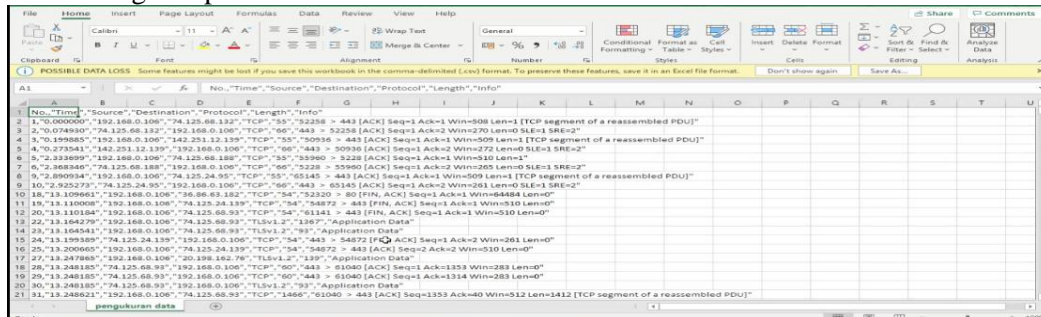 File Home Insert Page Layout Formulas Data Review View Help Share Comments
Calibri 11 A^ A˅ Wrap Text General Conditional Format as Cell Insert Delete Format Sort & Find & Analyze
Paste B I U A Merge & Center % 9 Formatting Table Styles Filter Select Data
Clipboard Font Alignment Number Styles Cells Editing Analysis
POSSIBLE DATA LOSS Some features might be lost if you save this workbook in the comma-delimited (.csv) format. To preserve these features, save it in an Excel file format. Don't show again Save As...
A1 fx No.,"Time","Source","Destination","Protocol","Length","Info"
A B C D E F G H I J K L M N O P Q R S T U
1 No.,"Time","Source","Destination","Protocol","Length","Info"
2 1,"0.000000","192.168.0.106","74.125.68.132","TCP","55","52258 > 443 [ACK] Seq=1 Ack=1 Win=508 Len=1 [TCP segment of a reassembled PDU]"
3 2,"0.074930","74.125.68.132","192.168.0.106","TCP","66","443 > 52258 [ACK] Seq=1 Ack=2 Win=270 Len=0 SLE=1 SRE=2"
4 3,"0.199885","192.168.0.106","142.251.12.139","TCP","55","50936 > 443 [ACK] Seq=1 Ack=1 Win=509 Len=1 [TCP segment of a reassembled PDU]"
5 4,"0.273541","142.251.12.139","192.168.0.106","TCP","66","443 > 50936 [ACK] Seq=1 Ack=2 Win=272 Len=0 SLE=1 SRE=2"
6 5,"2.333699","192.168.0.106","74.125.68.188","TCP","55","55960 > 5228 [ACK] Seq=1 Ack=1 Win=510 Len=1"
7 6,"2.368346","74.125.68.188","192.168.0.106","TCP","66","5228 > 55960 [ACK] Seq=1 Ack=2 Win=265 Len=0 SLE=1 SRE=2"
8 9,"2.890934","192.168.0.106","74.125.24.95","TCP","55","65145 > 443 [ACK] Seq=1 Ack=1 Win=509 Len=1 [TCP segment of a reassembled PDU]"
9 10,"2.925273","74.125.24.95","192.168.0.106","TCP","66","443 > 65145 [ACK] Seq=1 Ack=2 Win=261 Len=0 SLE=1 SRE=2"
10 18,"13.109661","192.168.0.106","36.86.63.182","TCP","54","52320 > 80 [FIN, ACK] Seq=1 Ack=1 Win=64484 Len=0"
11 19,"13.110008","192.168.0.106","74.125.24.139","TCP","54","54872 > 443 [FIN, ACK] Seq=1 Ack=1 Win=510 Len=0"
12 20,"13.110184","192.168.0.106","74.125.68.93","TCP","54","61141 > 443 [FIN, ACK] Seq=1 Ack=1 Win=510 Len=0"
13 22,"13.164279","192.168.0.106","74.125.68.93","TLSv1.2","1367","Application Data"
14 23,"13.164541","192.168.0.106","74.125.68.93","TLSv1.2","93","Application Data"
15 24,"13.199389","74.125.24.139","192.168.0.106","TCP","54","443 > 54872 [FIN, ACK] Seq=1 Ack=2 Win=261 Len=0"
16 25,"13.200665","192.168.0.106","74.125.24.139","TCP","54","54872 > 443 [ACK] Seq=2 Ack=2 Win=510 Len=0"
17 27,"13.247865","192.168.0.106","20.198.162.76","TLSv1.2","139","Application Data"
18 28,"13.248185","74.125.68.93","192.168.0.106","TCP","60","443 > 61040 [ACK] Seq=1 Ack=1353 Win=283 Len=0"
19 29,"13.248185","74.125.68.93","192.168.0.106","TCP","60","443 > 61040 [ACK] Seq=1 Ack=1314 Win=283 Len=0"
20 30,"13.248185","74.125.68.93","192.168.0.106","TLSv1.2","93","Application Data"
21 31,"13.248621","192.168.0.106","74.125.68.93","TCP","1466","61040 > 443 [ACK] Seq=1353 Ack=40 Win=512 Len=1412 [TCP segment of a reassembled PDU]"
pengukuran data